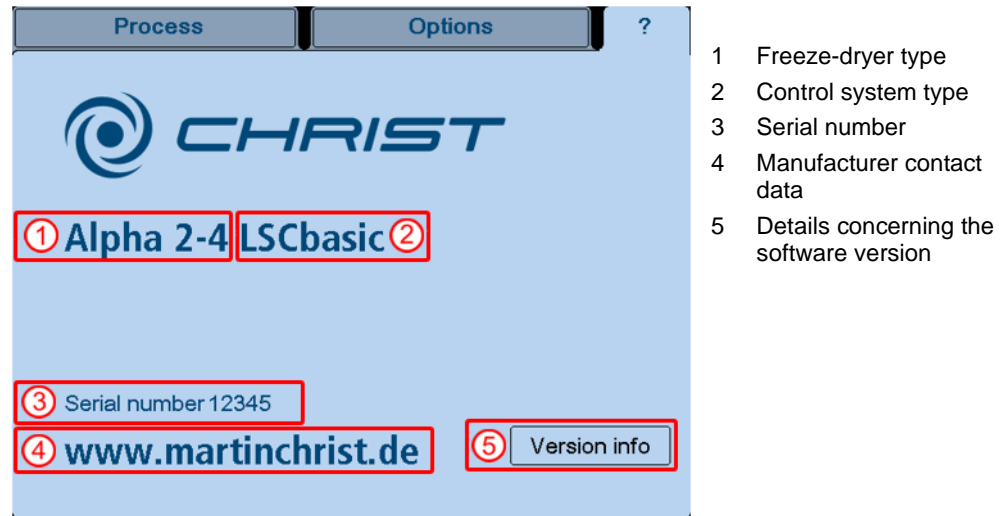 Process
Options
?
CHRIST
1 Alpha 2-4 LSCbasic 2
3 Serial number 12345
4 www.martinchrist.de
5 Version info
1 Freeze-dryer type
2 Control system type
3 Serial number
4 Manufacturer contact
data
5 Details concerning the
software version